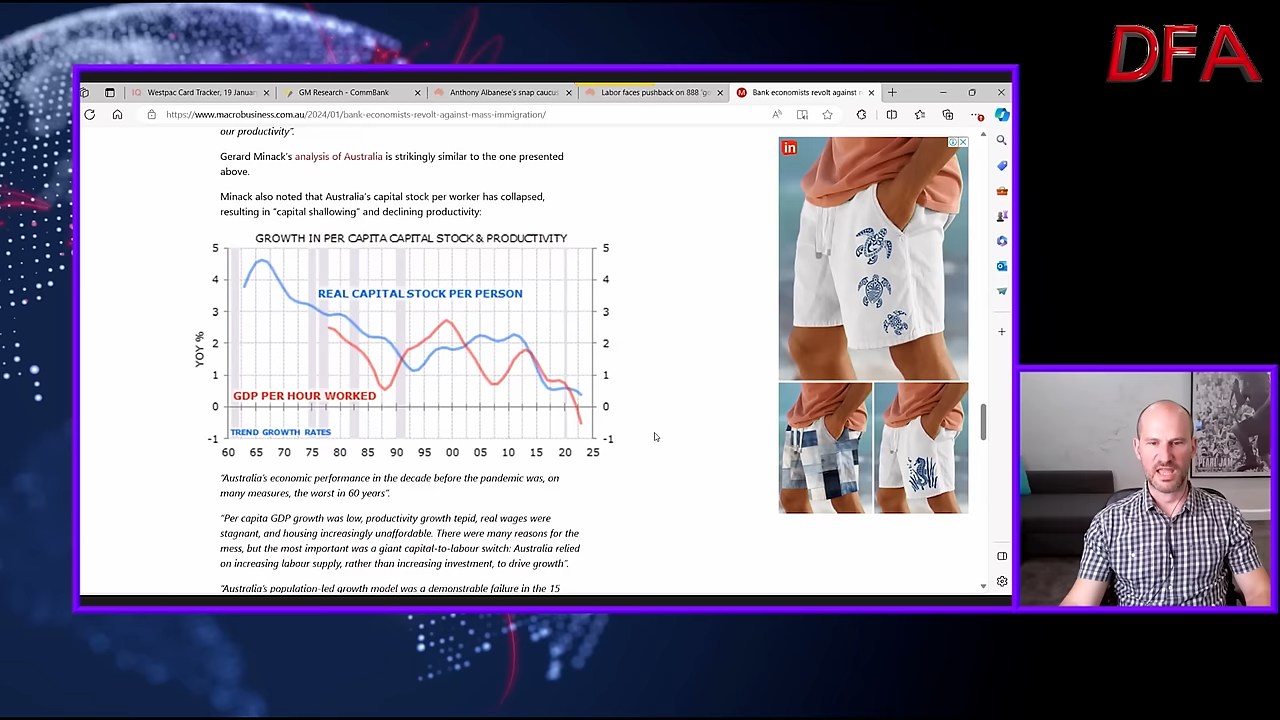 DFA
Westpac Card Tracker, 19 Januar
GM Research - CommBank
Anthony Albanese's snap caucus
Labor faces pushback on 888 'go
Bank economists revolt against m
https://www.macrobusiness.com.au/2024/01/bank-economists-revolt-against-mass-immigration/
our productivity".
Gerard Minack's analysis of Australia is strikingly similar to the one presented
above.
Minack also noted that Australia's capital stock per worker has collapsed,
resulting in "capital shallowing" and declining productivity:
GROWTH IN PER CAPITA CAPITAL STOCK & PRODUCTIVITY
5 5
4 4
REAL CAPITAL STOCK PER PERSON
3 3
YOY %
2 2
1 1
GDP PER HOUR WORKED
0 0
TREND GROWTH RATES
-1 -1
60 65 70 75 80 85 90 95 00 05 10 15 20 25
"Australia's economic performance in the decade before the pandemic was, on
many measures, the worst in 60 years".
"Per capita GDP growth was low, productivity growth tepid, real wages were
stagnant, and housing increasingly unaffordable. There were many reasons for the
mess, but the most important was a giant capital-to-labour switch: Australia relied
on increasing labour supply, rather than increasing investment, to drive growth".
"Australia's population-led growth model was a demonstrable failure in the 15
in
PEARL JAM